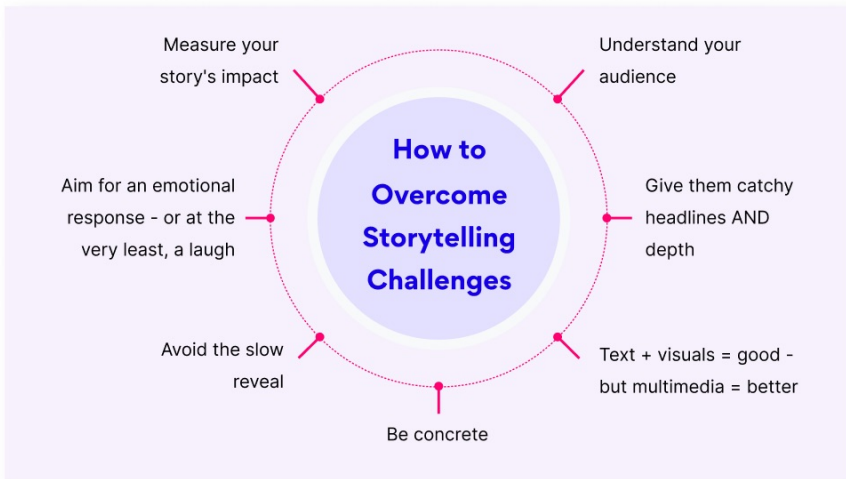 How to
Overcome
Storytelling
Challenges
Understand your
audience
Give them catchy
headlines AND
depth
Text + visuals = good -
but multimedia = better
Be concrete
Avoid the slow
reveal
Aim for an emotional
response - or at the
very least, a laugh
Measure your
story's impact